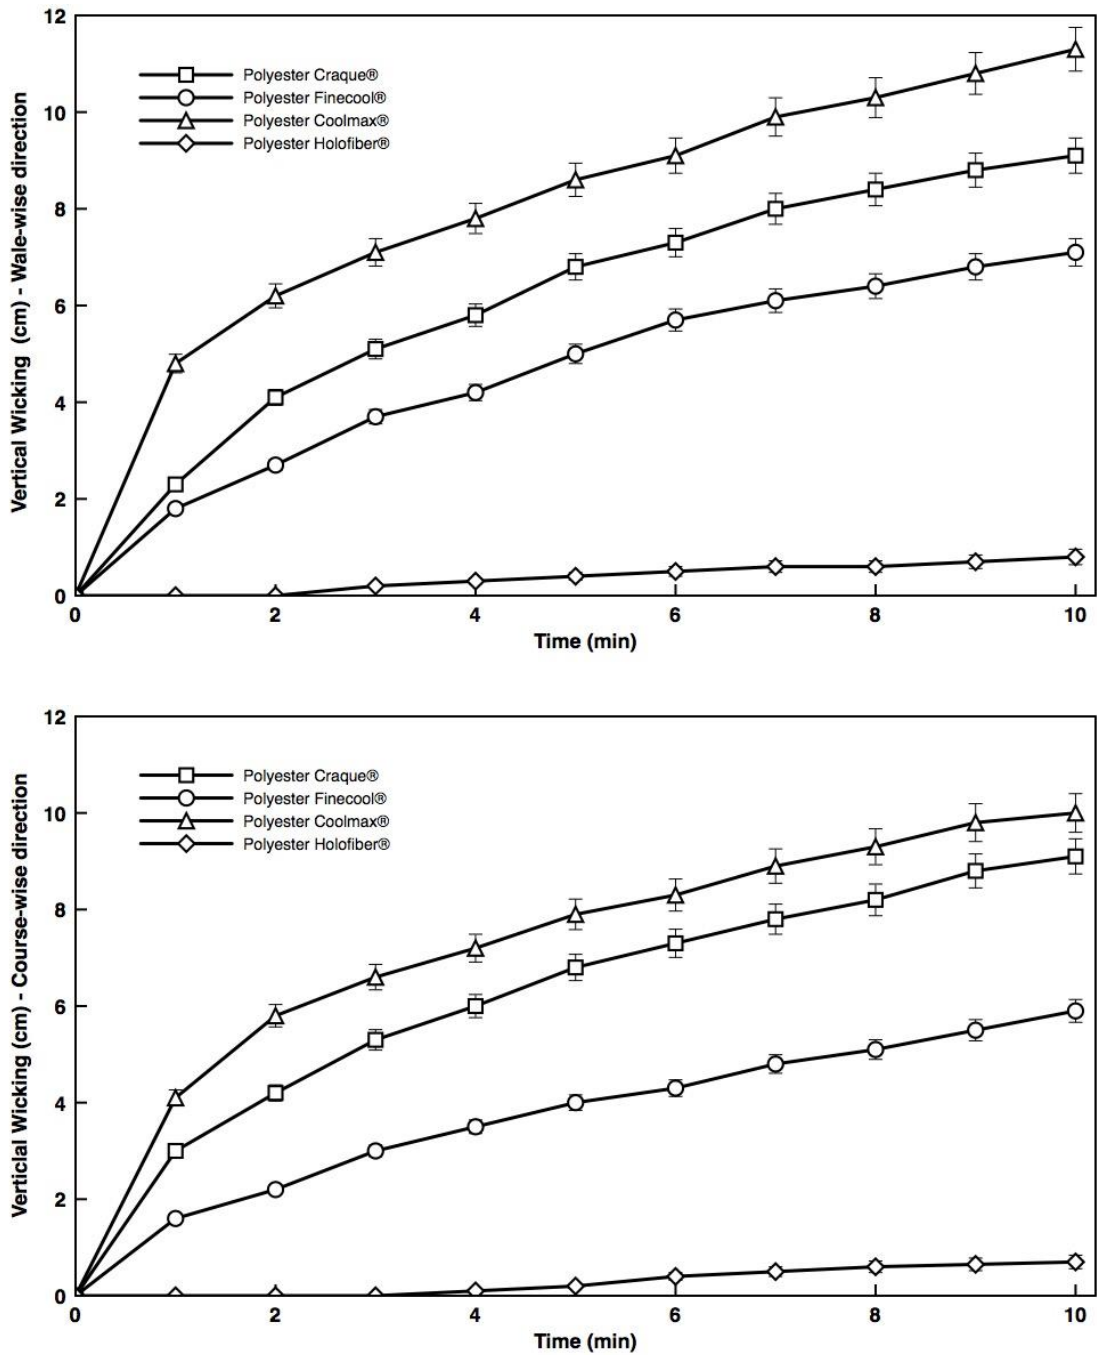 12
10
8
6
4
2
0
Vertical Wicking (cm) - Wale-wise direction
Polyester Craque®
Polyester Finecool®
Polyester Coolmax®
Polyester Holofiber®
0 2 4 6 8 10
Time (min)
12
10
8
6
4
2
0
Verticlal Wicking (cm) - Course-wise direction
Polyester Craque®
Polyester Finecool®
Polyester Coolmax®
Polyester Holofiber®
0 2 4 6 8 10
Time (min)